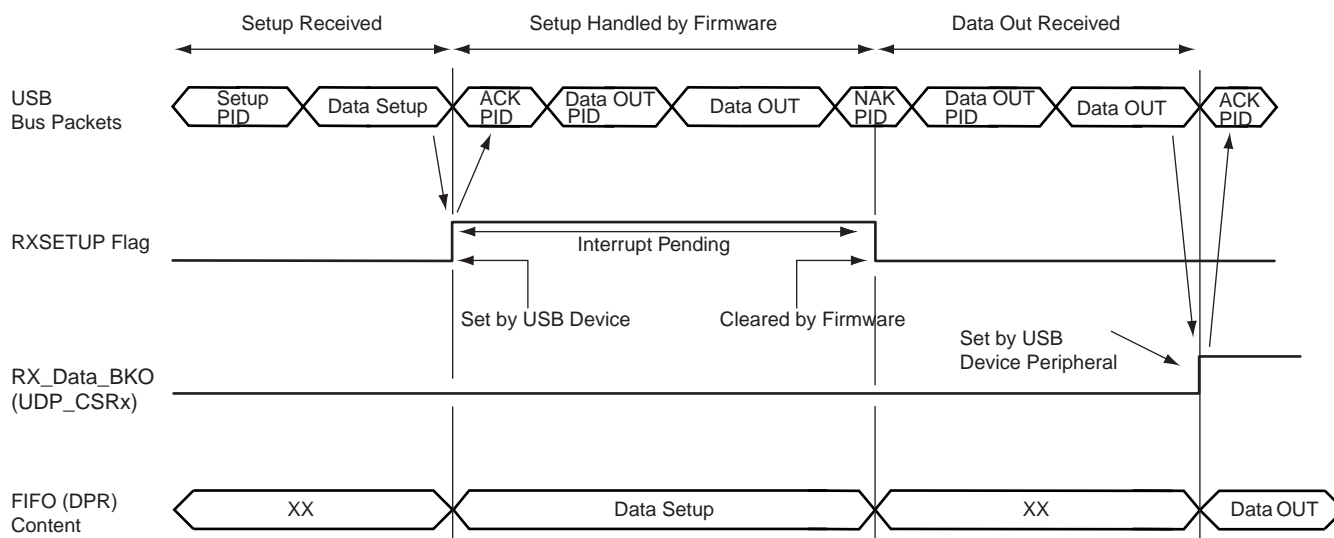 Setup Received
Setup Handled by Firmware
Data Out Received
USB
Bus Packets
Setup
PID
Data Setup
ACK
PID
Data OUT
PID
Data OUT
NAK
PID
Data OUT
PID
Data OUT
ACK
PID
RXSETUP Flag
Interrupt Pending
Set by USB Device
Cleared by Firmware
Set by USB
Device Peripheral
RX_Data_BKO
(UDP_CSRx)
FIFO (DPR)
Content
XX
Data Setup
XX
Data OUT